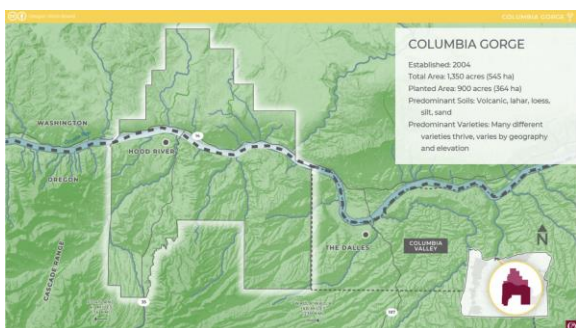 COLUMBIA GORGE
COLUMBIA GORGE
Established: 2004
Total Area: 1,350 acres (545 ha)
Planted Area: 900 acres (364 ha)
Predominant Soils: Volcanic, lahar, loess,
silt, sand
Predominant Varieties: Many different
varieties thrive, varies by geography
and elevation
WASHINGTON
HOOD RIVER
OREGON
THE DALLES
COLUMBIA
VALLEY
N
CASCADE RANGE
35
197